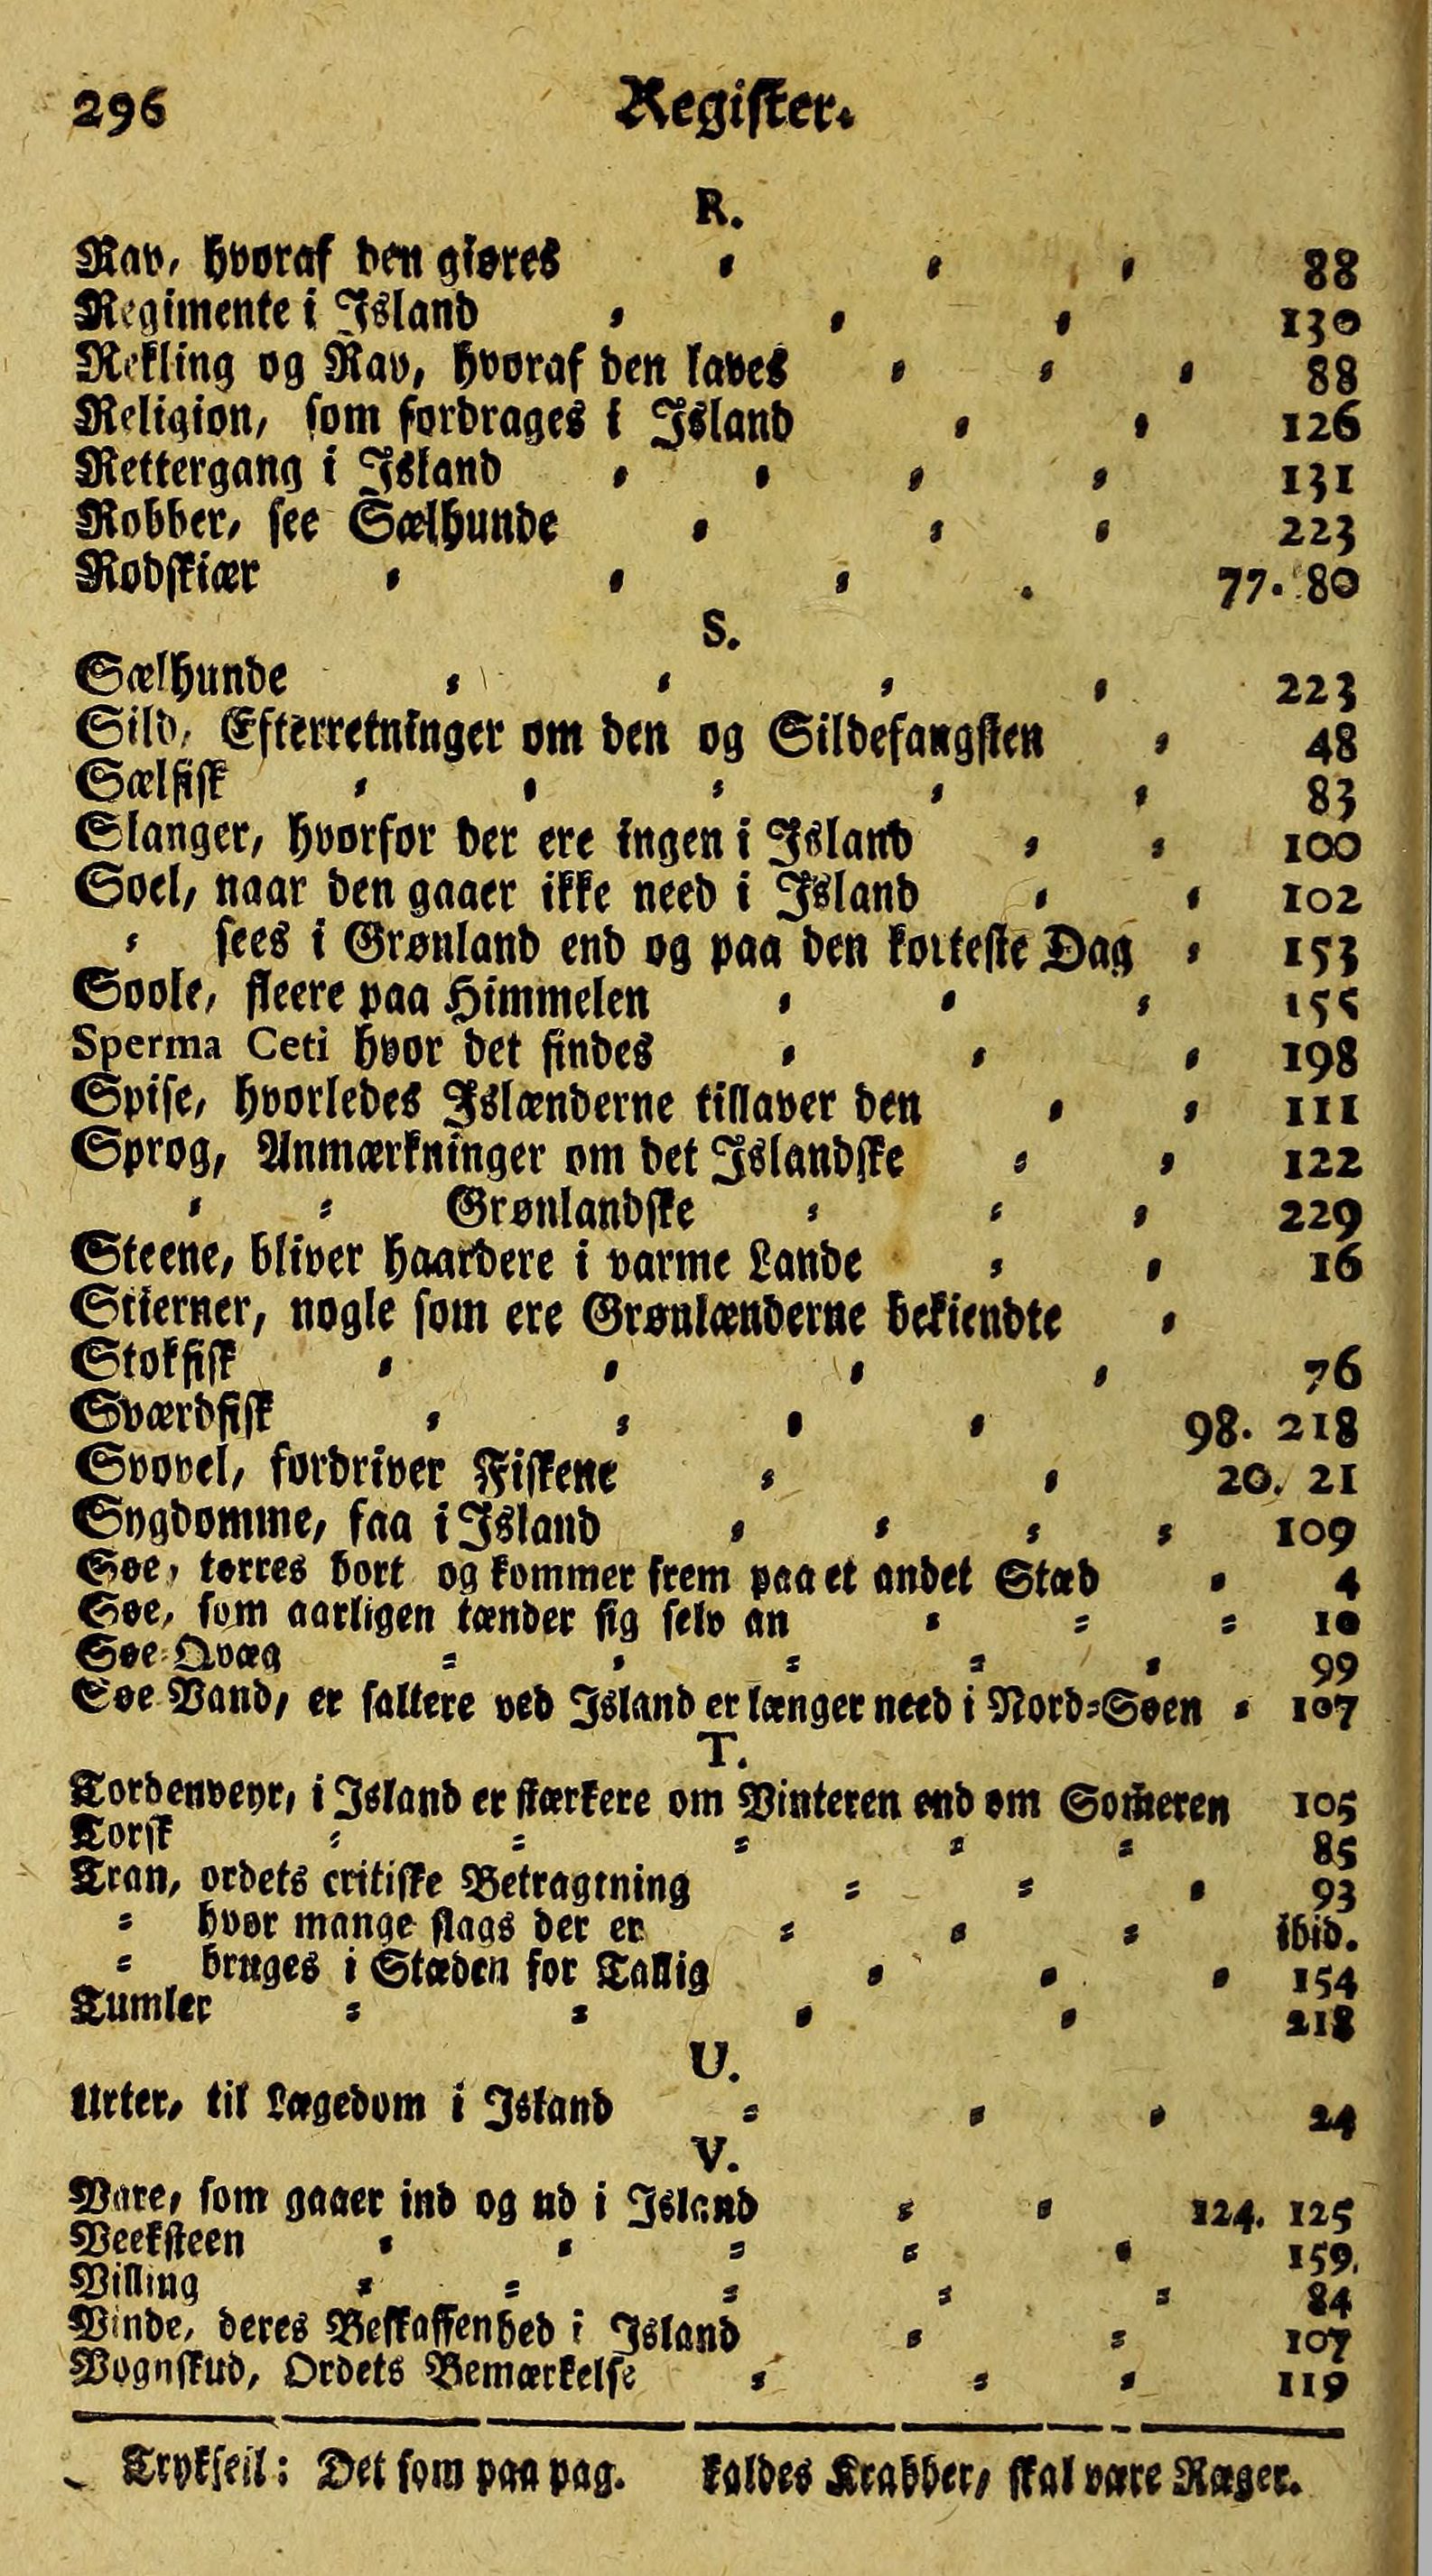 296 Register.
R.
Rav, hvoraf den giøres 88
Regimente i Island 130
Rekling og Rav, hvoraf den laves 88
Religion, som fordrages i Island 126
Rettergang i Island 131
Robber, see Sælhunde 223
Rodskiær 77. 80
S.
Sælhunde 223
Sild, Efterretninger om den og Sildefangsten 48
Sælfisk 83
Slanger, hvorfor der ere ingen i Island 100
Soel, naar den gaaer ikke need i Island 102
= sees i Grønland end og paa den korteste Dag 153
Soole, fleere paa Himmelen 155
Sperma Ceti hvor det findes 198
Spise, hvorledes Islænderne tillaver den 111
Sprog, Anmærkninger om det Islandske 122
= = Grønlandske 229
Steene, bliver haardere i varme Lande 16
Stierner, nogle som ere Grønlænderne bekiendte
Stokfisk 76
Sværdfisk 98. 218
Svovel, fordriver Fiskene 20. 21
Sygdomme, faa i Island 109
Søe, tørres bort og kommer frem paa et andet Stæd 4
Søe, som aarligen tænder sig selv an 10
Søe-Qvæg 99
Søe Vand, er saltere ved Island er længer need i Nord=Søen 107
T.
Tordenveyr, i Island er stærkere om Vinteren end om Som̃eren 105
Torsk 85
Tran, ordets critiske Betragtning 93
= hvor mange slags der er ibid.
= bruges i Stæden for Tallig 154
Tumler 218
U.
Urter, til Lægedom i Island 24
V.
Vare, som gaaer ind og ud i Island 124. 125
Veeksteen 159.
Villing 84
Vinde, deres Beskaffenhed i Island 107
Vognskud, Ordets Bemærkelse 119
Trykfeil: Det som paa pag. kaldes Krabber, skal være Ræger.